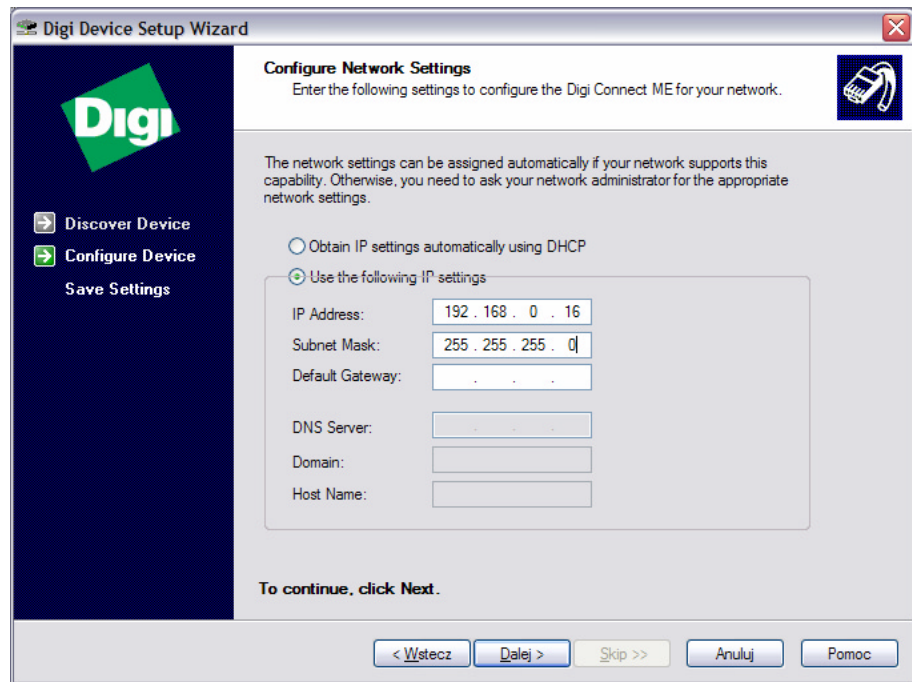 Digi Device Setup Wizard
Digi
Discover Device
Configure Device
Save Settings
Configure Network Settings
Enter the following settings to configure the Digi Connect ME for your network.
The network settings can be assigned automatically if your network supports this
capability. Otherwise, you need to ask your network administrator for the appropriate
network settings.
Obtain IP settings automatically using DHCP
Use the following IP settings
IP Address: 192 . 168 . 0 . 16
Subnet Mask: 255 . 255 . 255 . 0
Default Gateway: . . .
DNS Server: . . .
Domain:
Host Name:
To continue, click Next.
< Wstecz Dalej > Skip >> Anuluj Pomoc